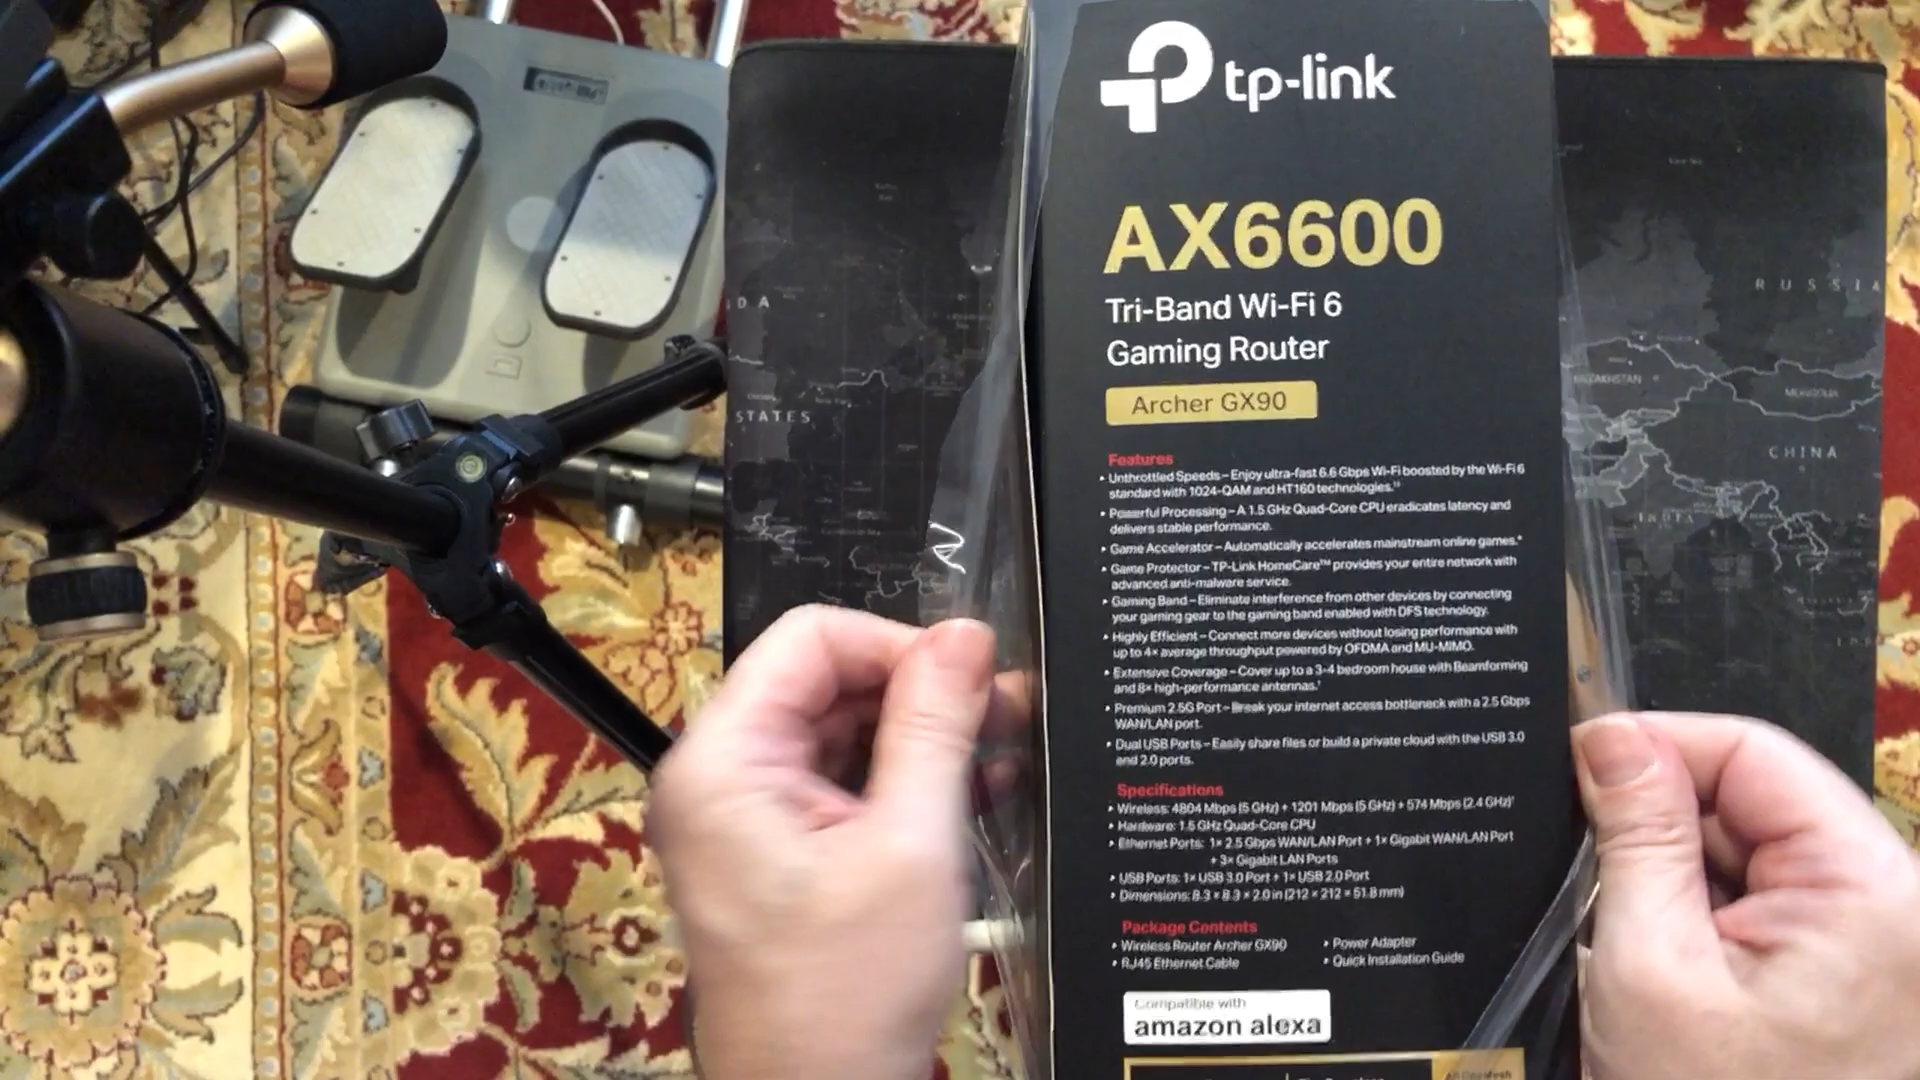 tp-link
AX6600
Tri-Band Wi-Fi 6
Gaming Router
Archer GX90
Features
• Unthrottled Speeds – Enjoy ultra-fast 6.6 Gbps Wi-Fi boosted by the Wi-Fi 6
standard with 1024-QAM and HT160 technologies.
• Powerful Processing – A 1.5 GHz Quad-Core CPU eradicates latency and
delivers stable performance.
• Game Accelerator – Automatically accelerates mainstream online games.*
• Game Protector – TP-Link HomeCare™ provides your entire network with
advanced anti-malware service.
• Gaming Band – Eliminate interference from other devices by connecting
your gaming gear to the gaming band enabled with DFS technology.
• Highly Efficient – Connect more devices without losing performance with
up to 4× average throughput powered by OFDMA and MU-MIMO.
• Extensive Coverage – Cover up to a 3-4 bedroom house with Beamforming
and 8× high-performance antennas.†
• Premium 2.5G Port – Break your internet access bottleneck with a 2.5 Gbps
WAN/LAN port.
• Dual USB Ports – Easily share files or build a private cloud with the USB 3.0
and 2.0 ports.
Specifications
• Wireless: 4804 Mbps (5 GHz) + 1201 Mbps (5 GHz) + 574 Mbps (2.4 GHz)†
• Hardware: 1.5 GHz Quad-Core CPU
• Ethernet Ports: 1× 2.5 Gbps WAN/LAN Port + 1× Gigabit WAN/LAN Port
+ 3× Gigabit LAN Ports
• USB Ports: 1× USB 3.0 Port + 1× USB 2.0 Port
• Dimensions: 8.3 × 8.3 × 2.0 in (212 × 212 × 51.8 mm)
Package Contents
• Wireless Router Archer GX90
• RJ45 Ethernet Cable
• Power Adapter
• Quick Installation Guide
Compatible with
amazon alexa
DA
STATES
RUSSIA
KAZAKHSTAN
MONGOLIA
CHINA
INDIA